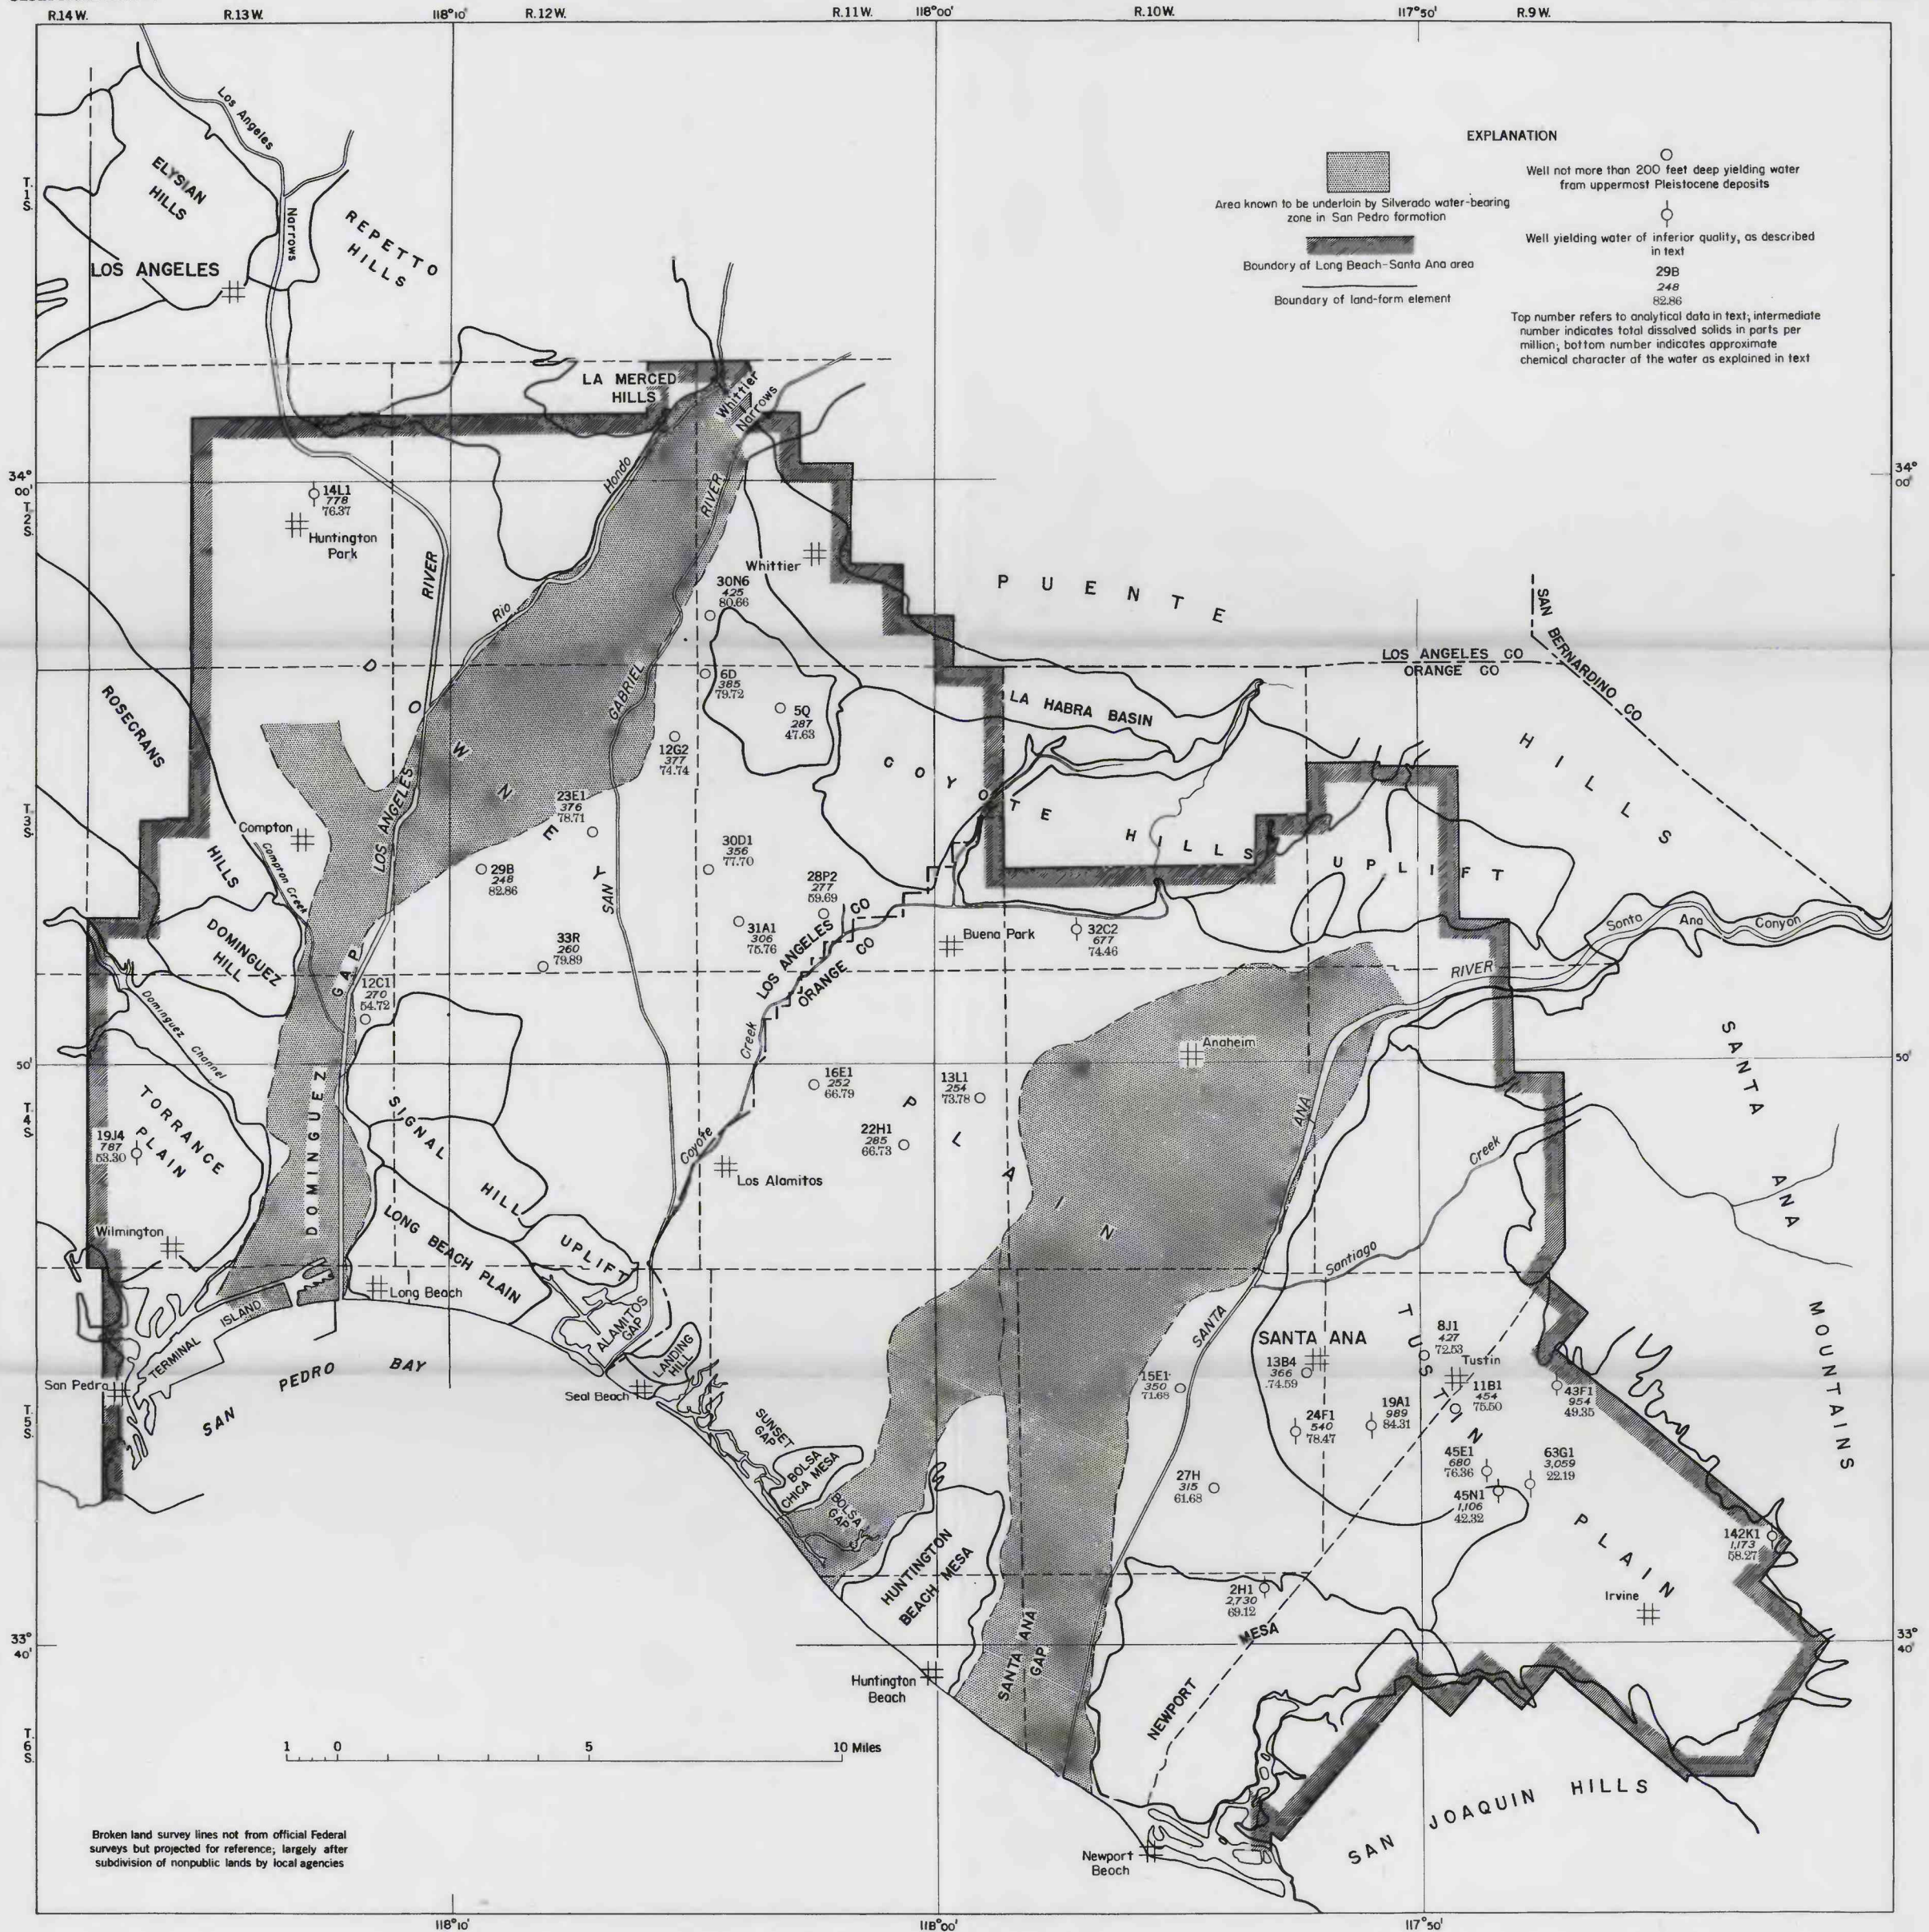 R.14 W.
R.13 W.
118°10'
R.12 W.
R.11 W.
118°00'
R.10 W.
117°50'
R.9 W.
EXPLANATION
Area known to be underlain by Silverado water-bearing
zone in San Pedro formation
Boundary of Long Beach-Santa Ana area
Boundary of land-form element
Well not more than 200 feet deep yielding water
from uppermost Pleistocene deposits
Well yielding water of inferior quality, as described
in text
29B
248
82.86
Top number refers to analytical data in text; intermediate
number indicates total dissolved solids in parts per
million; bottom number indicates approximate
chemical character of the water as explained in text
Los Angeles
ELYSIAN
HILLS
Narrows
REPETTO
HILLS
LOS ANGELES
T.
1
S.
LA MERCED
HILLS
Whittier
Narrows
34°
00'
34°
00'
T.
2
S.
14L1
778
76.37
Huntington
Park
RIVER
Rio
Hondo
RIVER
Whittier
30N6
425
80.66
PUENTE
SAN BERNARDINO CO
LOS ANGELES CO
ORANGE CO
HILLS
ROSECRANS
HILLS
DOWNEY
GABRIEL
6D
385
79.72
5Q
287
47.63
12G2
377
74.74
LA HABRA BASIN
COYOTE HILLS
UPLIFT
T.
3
S.
Compton
Compton Creek
LOS ANGELES
23E1
376
78.71
29B
248
82.86
30D1
356
77.70
28P2
277
59.69
SAN
31A1
306
75.76
33R
260
79.89
LOS ANGELES CO
ORANGE CO
Buena Park
32C2
677
74.46
Santa Ana Canyon
RIVER
DOMINGUEZ
HILL
Dominguez Channel
12C1
270
54.72
DOMINGUEZ GAP
Anaheim
50'
50'
T.
4
S.
TORRANCE
PLAIN
19J4
787
53.30
SIGNAL HILL
UPLIFT
Creek
Coyote
16E1
252
66.79
13L1
254
73.78
22H1
285
66.73
PLAIN
Los Alamitos
ANA
Creek
Santiago
SANTA
ANA
MOUNTAINS
Wilmington
LONG BEACH PLAIN
Long Beach
TERMINAL ISLAND
ALAMITOS
GAP
LANDING
HILL
San Pedro
SAN PEDRO BAY
Seal Beach
T.
5
S.
SUNSET
GAP
BOLSA
CHICA MESA
BOLSA
GAP
SANTA
SANTA ANA
13B4
366
74.59
15E1
350
71.68
24F1
540
78.47
19A1
989
84.31
8J1
427
72.53
Tustin
11B1
454
75.50
43F1
954
49.35
TUSTIN
PLAIN
45E1
680
76.36
63G1
3,059
22.19
45N1
1,106
42.32
27H
315
61.68
142K1
1,173
58.27
Irvine
HUNTINGTON
BEACH MESA
2H1
2,730
69.12
NEWPORT
MESA
33°
40'
33°
40'
SANTA ANA
GAP
Huntington
Beach
T.
6
S.
1 0 5 10 Miles
SAN JOAQUIN HILLS
Newport
Beach
Broken land survey lines not from official Federal
surveys but projected for reference; largely after
subdivision of nonpublic lands by local agencies
118°10'
118°00'
117°50'